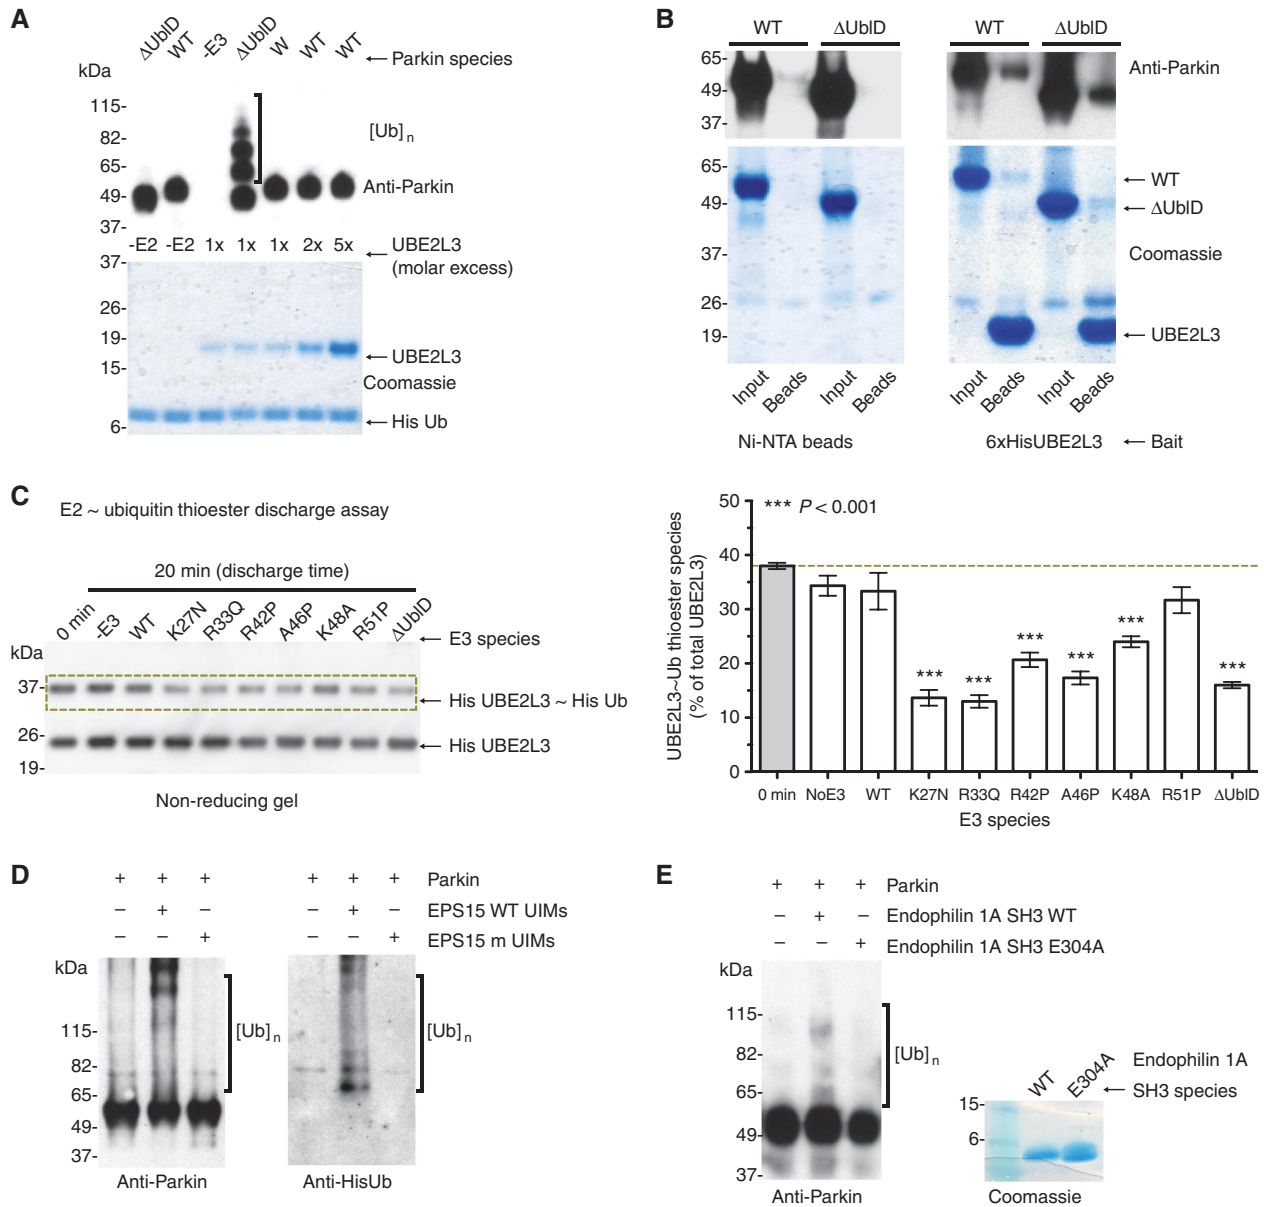 A
ΔUblD WT -E3 ΔUblD W WT WT
← Parkin species
kDa
115-
82-
65-
49-
37-
[Ub]n
Anti-Parkin
-E2 -E2 1x 1x 1x 2x 5x
← UBE2L3
(molar excess)
37-
26-
19-
15-
6-
← UBE2L3
Coomassie
← His Ub
B
WT ΔUblD WT ΔUblD
65-
49-
37-
Anti-Parkin
65-
49-
37-
26-
19-
← WT
← ΔUblD
Coomassie
← UBE2L3
Input Beads Input Beads Input Beads Input Beads
Ni-NTA beads 6xHisUBE2L3 ← Bait
C
E2 ~ ubiquitin thioester discharge assay
20 min (discharge time)
0 min -E3 WT K27N R33Q R42P A46P K48A R51P ΔUblD
← E3 species
kDa
37-
26-
19-
← His UBE2L3 ~ His Ub
← His UBE2L3
Non-reducing gel
UBE2L3~Ub thioester species
(% of total UBE2L3)
50
40
30
20
10
0
*** P < 0.001
*** *** *** *** *** ***
0 min NoE3 WT K27N R33Q R42P A46P K48A R51P ΔUblD
E3 species
D
+ + + + + + Parkin
– + – – + – EPS15 WT UIMs
– – + – – + EPS15 m UIMs
kDa
115-
82-
65-
49-
37-
[Ub]n [Ub]n
Anti-Parkin Anti-HisUb
E
+ + + Parkin
– + – Endophilin 1A SH3 WT
– – + Endophilin 1A SH3 E304A
kDa
115-
82-
65-
49-
37-
[Ub]n
Anti-Parkin
WT E304A
Endophilin 1A
← SH3 species
15-
6-
Coomassie